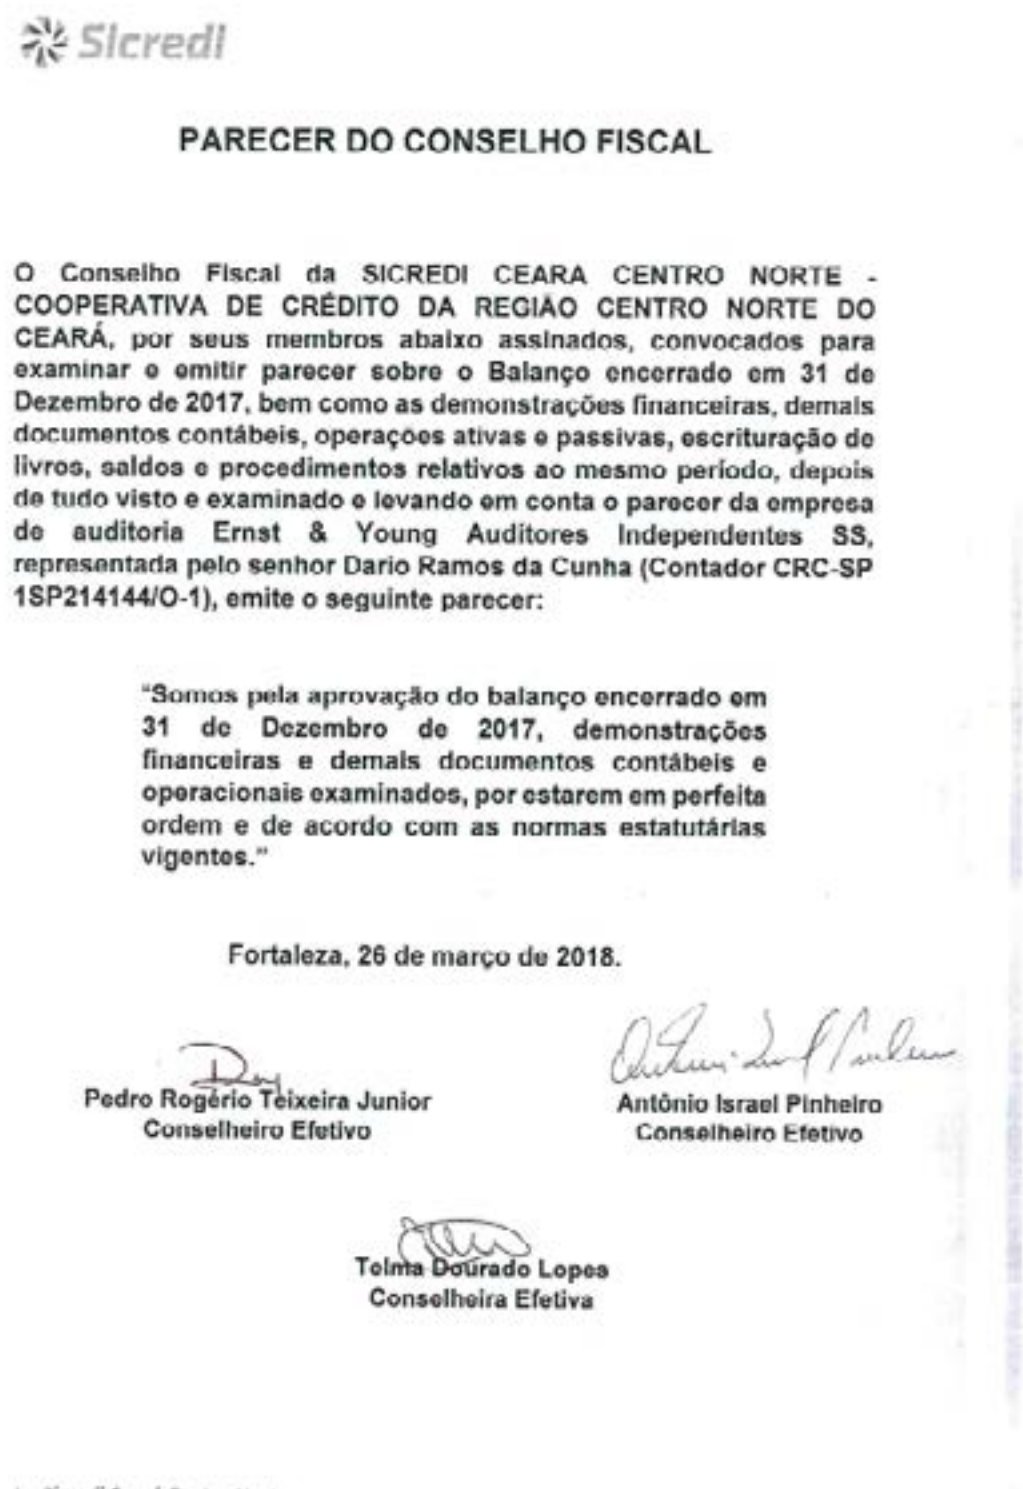 Sicredi
PARECER DO CONSELHO FISCAL
O Conselho Fiscal da SICREDI CEARA CENTRO NORTE -
COOPERATIVA DE CRÉDITO DA REGIÃO CENTRO NORTE DO
CEARÁ, por seus membros abaixo assinados, convocados para
examinar e emitir parecer sobre o Balanço encerrado em 31 de
Dezembro de 2017, bem como as demonstrações financeiras, demais
documentos contábeis, operações ativas e passivas, escrituração de
livros, saldos e procedimentos relativos ao mesmo período, depois
de tudo visto e examinado e levando em conta o parecer da empresa
de auditoria Ernst & Young Auditores Independentes SS,
representada pelo senhor Dario Ramos da Cunha (Contador CRC-SP
1SP214144/O-1), emite o seguinte parecer:
“Somos pela aprovação do balanço encerrado em
31 de Dezembro de 2017, demonstrações
financeiras e demais documentos contábeis e
operacionais examinados, por estarem em perfeita
ordem e de acordo com as normas estatutárias
vigentes.”
Fortaleza, 26 de março de 2018.
Pedro Rogério Teixeira Junior
Conselheiro Efetivo
Antônio Israel Pinheiro
Conselheiro Efetivo
Telma Dourado Lopes
Conselheira Efetiva